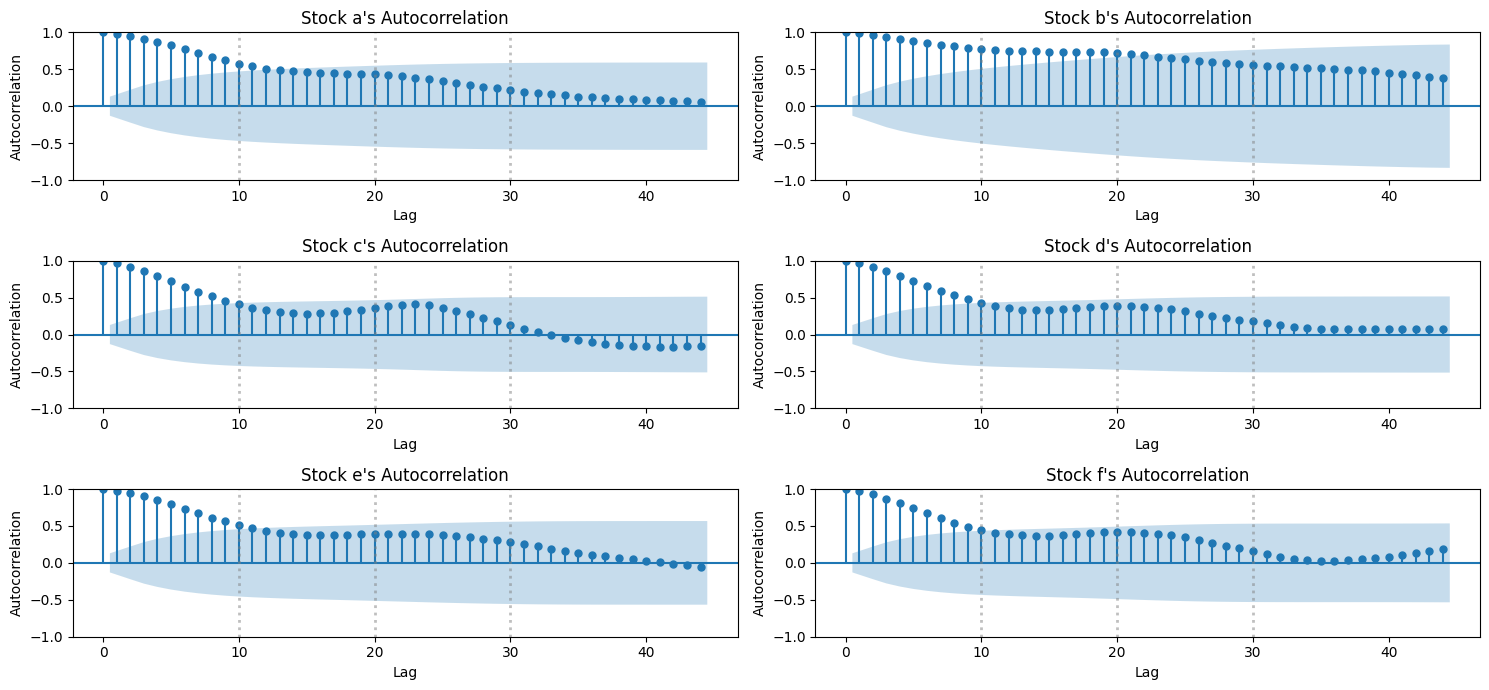 Stock a's Autocorrelation
1.0
0.5
0.0
−0.5
−1.0
Autocorrelation
0 10 20 30 40
Lag
Stock b's Autocorrelation
1.0
0.5
0.0
−0.5
−1.0
Autocorrelation
0 10 20 30 40
Lag
Stock c's Autocorrelation
1.0
0.5
0.0
−0.5
−1.0
Autocorrelation
0 10 20 30 40
Lag
Stock d's Autocorrelation
1.0
0.5
0.0
−0.5
−1.0
Autocorrelation
0 10 20 30 40
Lag
Stock e's Autocorrelation
1.0
0.5
0.0
−0.5
−1.0
Autocorrelation
0 10 20 30 40
Lag
Stock f's Autocorrelation
1.0
0.5
0.0
−0.5
−1.0
Autocorrelation
0 10 20 30 40
Lag